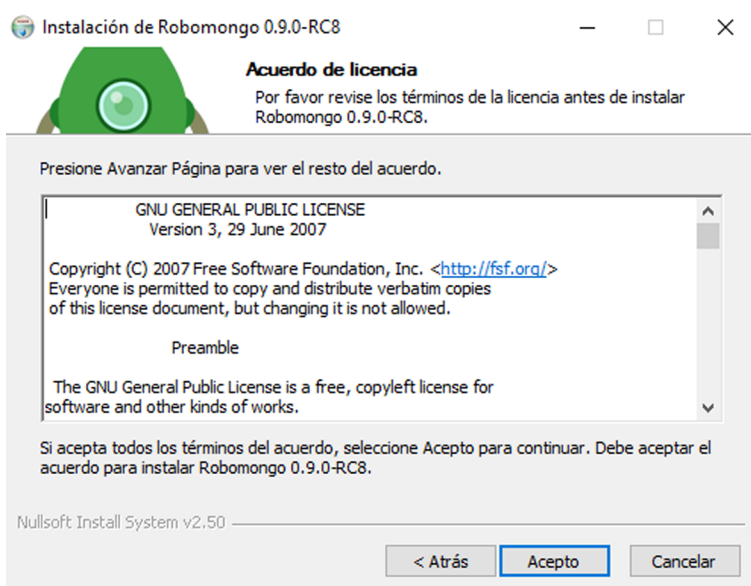 Instalación de Robomongo 0.9.0-RC8
Acuerdo de licencia
Por favor revise los términos de la licencia antes de instalar
Robomongo 0.9.0-RC8.
Presione Avanzar Página para ver el resto del acuerdo.
GNU GENERAL PUBLIC LICENSE
Version 3, 29 June 2007
Copyright (C) 2007 Free Software Foundation, Inc. <http://fsf.org/>
Everyone is permitted to copy and distribute verbatim copies
of this license document, but changing it is not allowed.
Preamble
The GNU General Public License is a free, copyleft license for
software and other kinds of works.
Si acepta todos los términos del acuerdo, seleccione Acepto para continuar. Debe aceptar el
acuerdo para instalar Robomongo 0.9.0-RC8.
Nullsoft Install System v2.50
< Atrás Acepto Cancelar